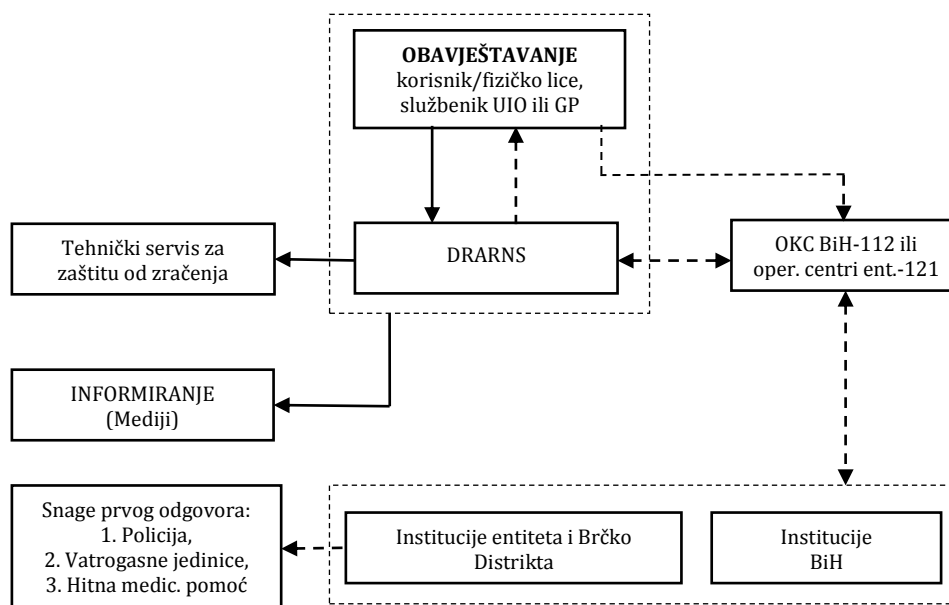 OBAVJEŠTAVANJE
korisnik/fizičko lice,
službenik UIO ili GP
Tehnički servis za
zaštitu od zračenja
DRARNS
OKC BiH-112 ili
oper. centri ent.-121
INFORMIRANJE
(Mediji)
Snage prvog odgovora:
1. Policija,
2. Vatrogasne jedinice,
3. Hitna medic. pomoć
Institucije entiteta i Brčko
Distrikta
Institucije
BiH